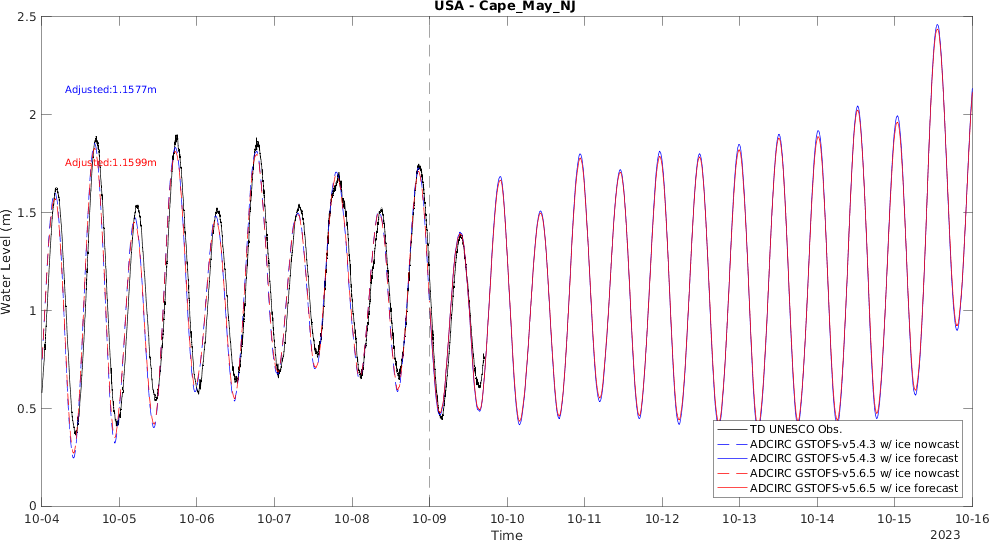 USA - Cape_May_NJ
2.5
2
1.5
1
0.5
0
Water Level (m)
Adjusted:1.1577m
Adjusted:1.1599m
TD UNESCO Obs.
ADCIRC GSTOFS-v5.4.3 w/ ice nowcast
ADCIRC GSTOFS-v5.4.3 w/ ice forecast
ADCIRC GSTOFS-v5.6.5 w/ ice nowcast
ADCIRC GSTOFS-v5.6.5 w/ ice forecast
10-04 10-05 10-06 10-07 10-08 10-09 10-10 10-11 10-12 10-13 10-14 10-15 10-16
Time
2023